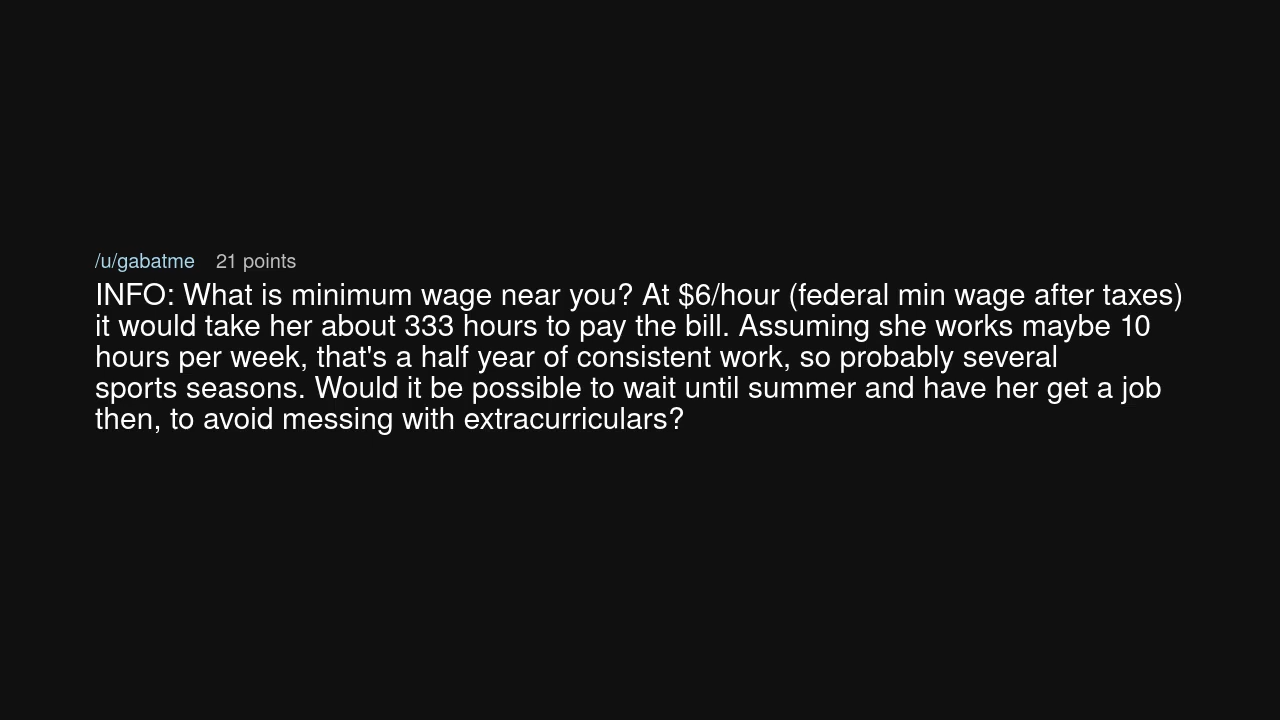 /u/gabatme 21 points
INFO: What is minimum wage near you? At $6/hour (federal min wage after taxes)
it would take her about 333 hours to pay the bill. Assuming she works maybe 10
hours per week, that's a half year of consistent work, so probably several
sports seasons. Would it be possible to wait until summer and have her get a job
then, to avoid messing with extracurriculars?